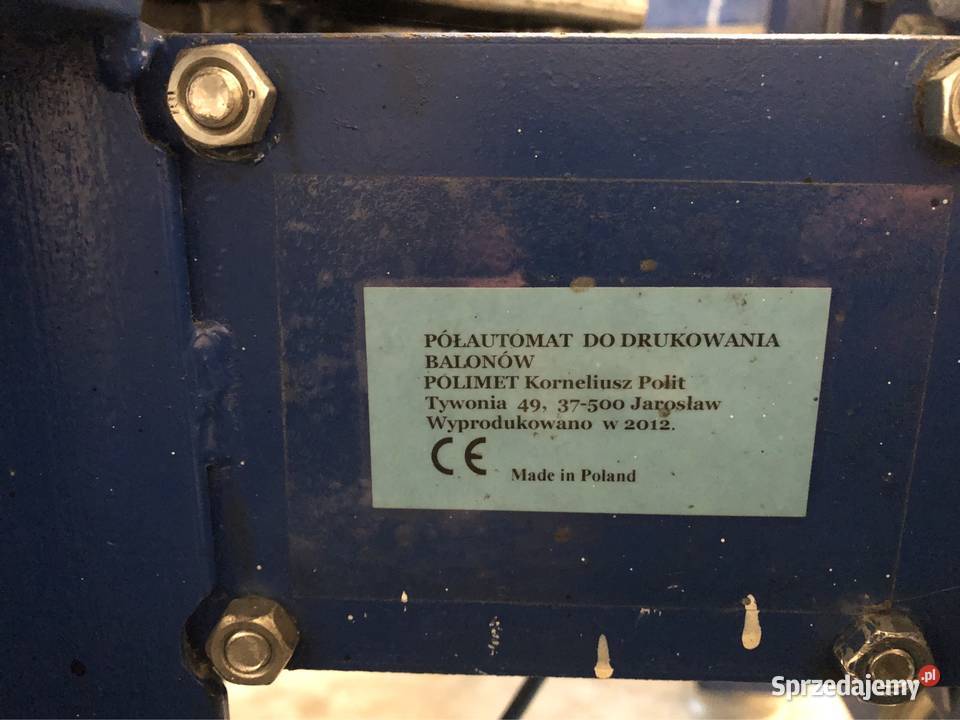 PÓŁAUTOMAT DO DRUKOWANIA
BALONÓW
POLIMET Korneliusz Polit
Tywonia 49, 37-500 Jarosław
Wyprodukowano w 2012.
CE
Made in Poland
Sprzedajemy.pl